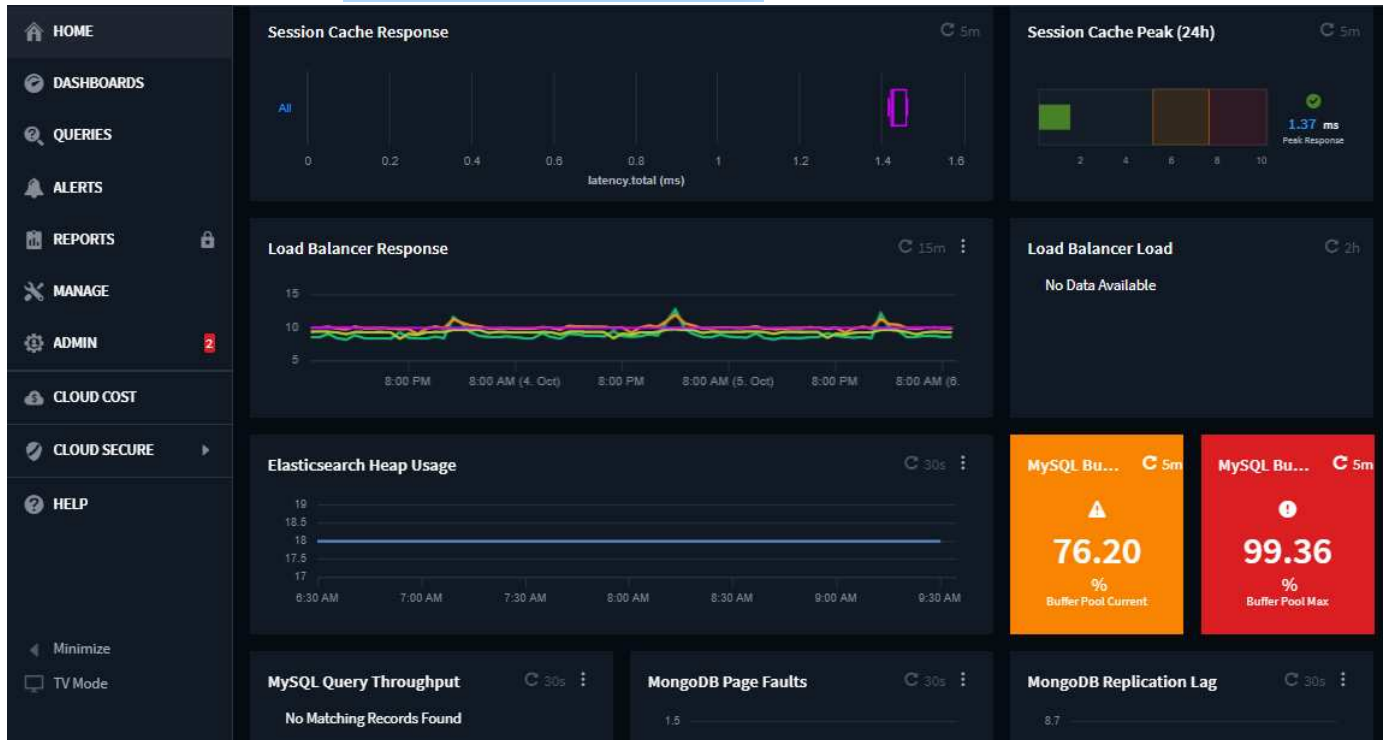 HOME
DASHBOARDS
QUERIES
ALERTS
REPORTS
MANAGE
ADMIN 2
CLOUD COST
CLOUD SECURE
HELP
Minimize
TV Mode
Session Cache Response 5m
All
0 0.2 0.4 0.6 0.8 1 1.2 1.4 1.6
latency.total (ms)
Session Cache Peak (24h) 5m
1.37 ms
Peak Response
2 4 6 8 10
Load Balancer Response 15m
15
10
5
8:00 PM 8:00 AM (4. Oct) 8:00 PM 8:00 AM (5. Oct) 8:00 PM 8:00 AM (6.
Load Balancer Load 2h
No Data Available
Elasticsearch Heap Usage 30s
19
18.5
18
17.5
17
6:30 AM 7:00 AM 7:30 AM 8:00 AM 8:30 AM 9:00 AM 9:30 AM
MySQL Bu... 5m
76.20
%
Buffer Pool Current
MySQL Bu... 5m
99.36
%
Buffer Pool Max
MySQL Query Throughput 30s
No Matching Records Found
MongoDB Page Faults 30s
1.5
MongoDB Replication Lag 30s
8.7